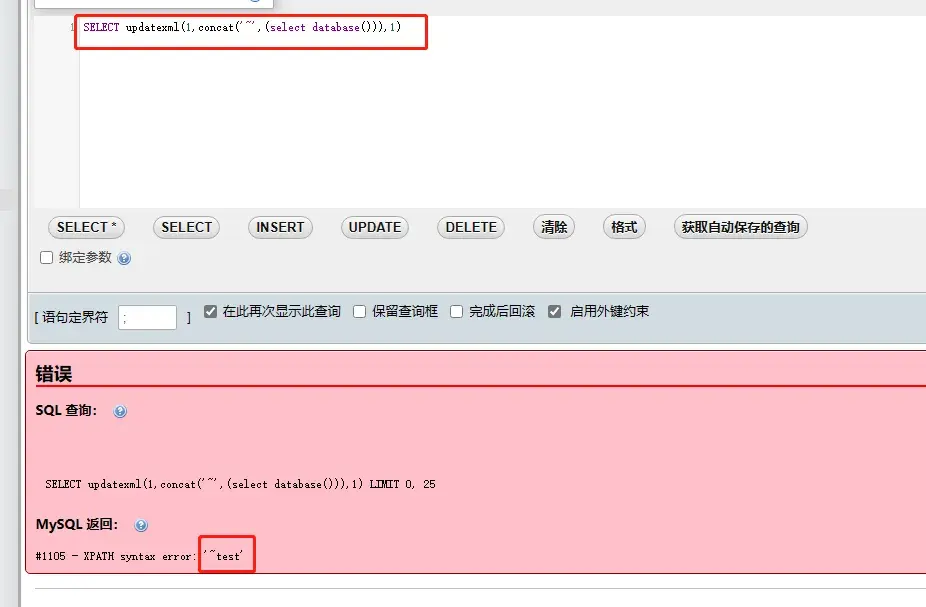 1 SELECT updatexml(1,concat('~',(select database())),1)
SELECT * SELECT INSERT UPDATE DELETE 清除 格式 获取自动保存的查询
绑定参数
[ 语句定界符 ; ] 在此再次显示此查询 保留查询框 完成后回滚 启用外键约束
错误
SQL 查询：
SELECT updatexml(1,concat('~',(select database())),1) LIMIT 0, 25
MySQL 返回：
#1105 - XPATH syntax error: '~test'